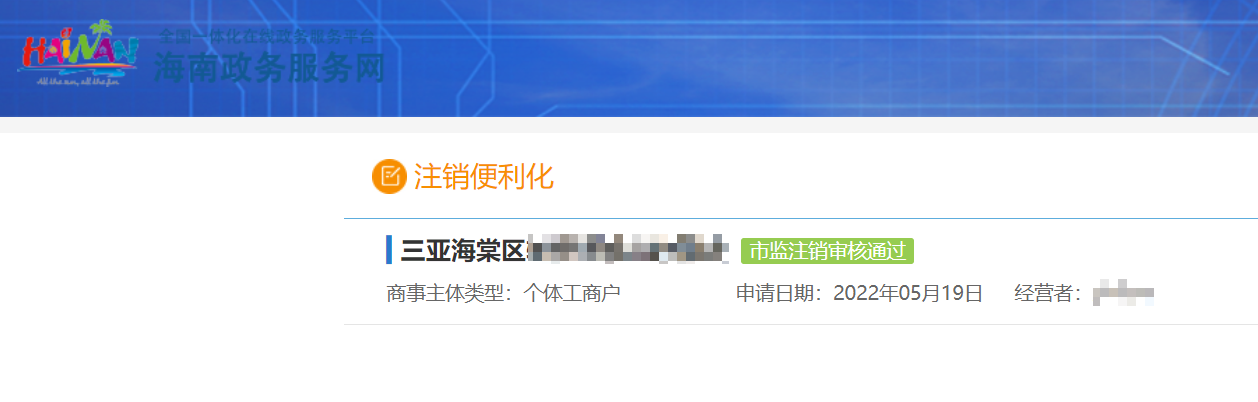 HAiNAN
All the sun, all the fun
全国一体化在线政务服务平台
海南政务服务网
注销便利化
三亚海棠区 市监注销审核通过
商事主体类型：个体工商户 申请日期：2022年05月19日 经营者：